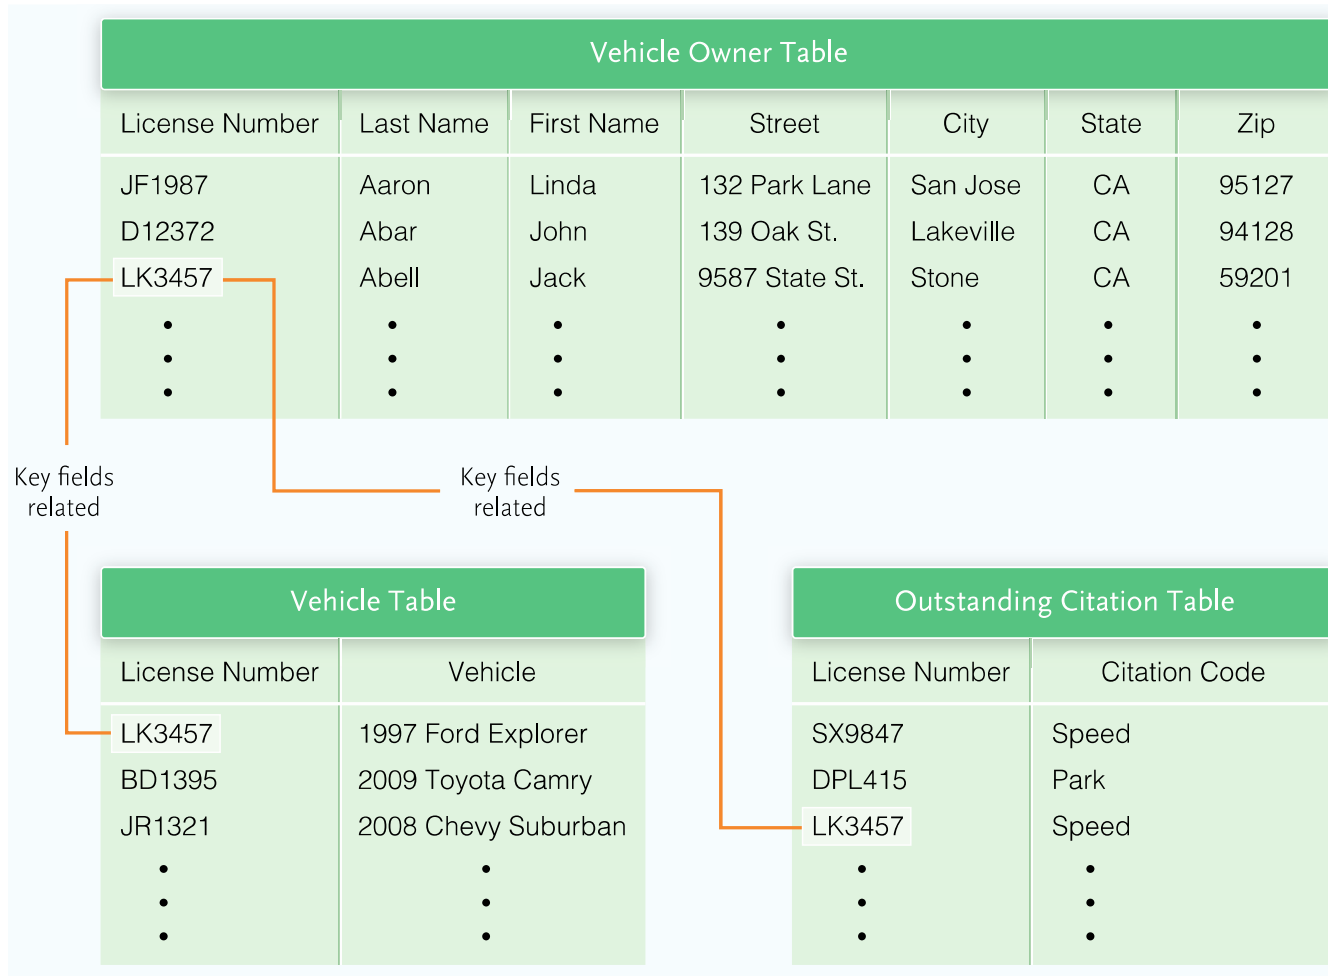 Vehicle Owner Table
License Number Last Name First Name Street City State Zip
JF1987 Aaron Linda 132 Park Lane San Jose CA 95127
D12372 Abar John 139 Oak St. Lakeville CA 94128
LK3457 Abell Jack 9587 State St. Stone CA 59201
Key fields
related
Key fields
related
Vehicle Table
License Number Vehicle
LK3457 1997 Ford Explorer
BD1395 2009 Toyota Camry
JR1321 2008 Chevy Suburban
Outstanding Citation Table
License Number Citation Code
SX9847 Speed
DPL415 Park
LK3457 Speed